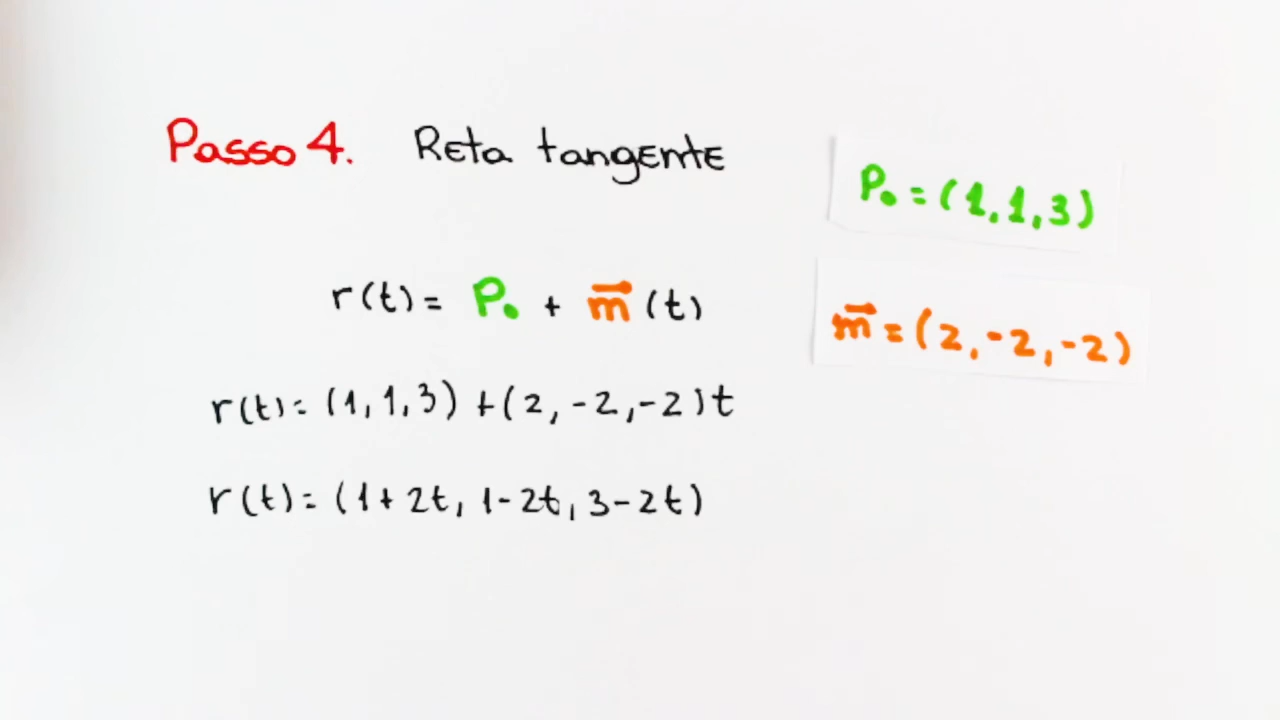 Passo 4. Reta tangente
P₀ = (1,1,3)
r(t) = P₀ + m⃗ (t)
m⃗ = (2,-2,-2)
r(t) = (1,1,3) + (2,-2,-2)t
r(t) = (1+2t, 1-2t, 3-2t)